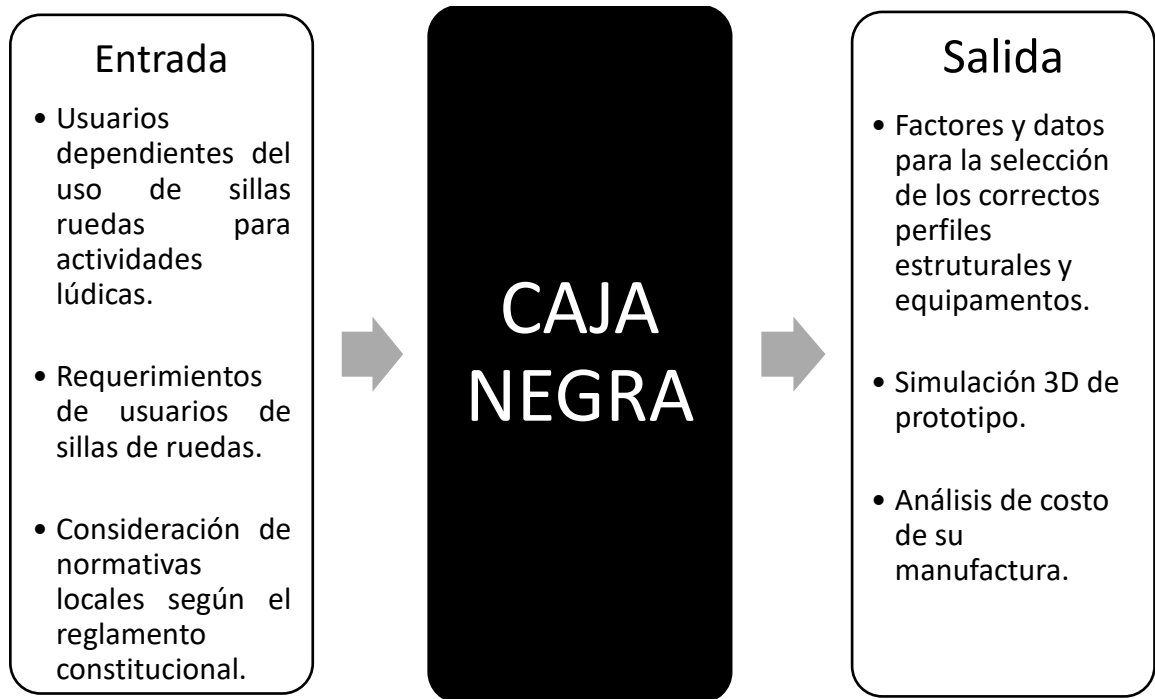 Entrada
• Usuarios
dependientes del
uso de sillas
ruedas para
actividades
lúdicas.
• Requerimientos
de usuarios de
sillas de ruedas.
• Consideración de
normativas
locales según el
reglamento
constitucional.
CAJA
NEGRA
Salida
• Factores y datos
para la selección
de los correctos
perfiles
estruturales y
equipamentos.
• Simulación 3D de
prototipo.
• Análisis de costo
de su
manufactura.